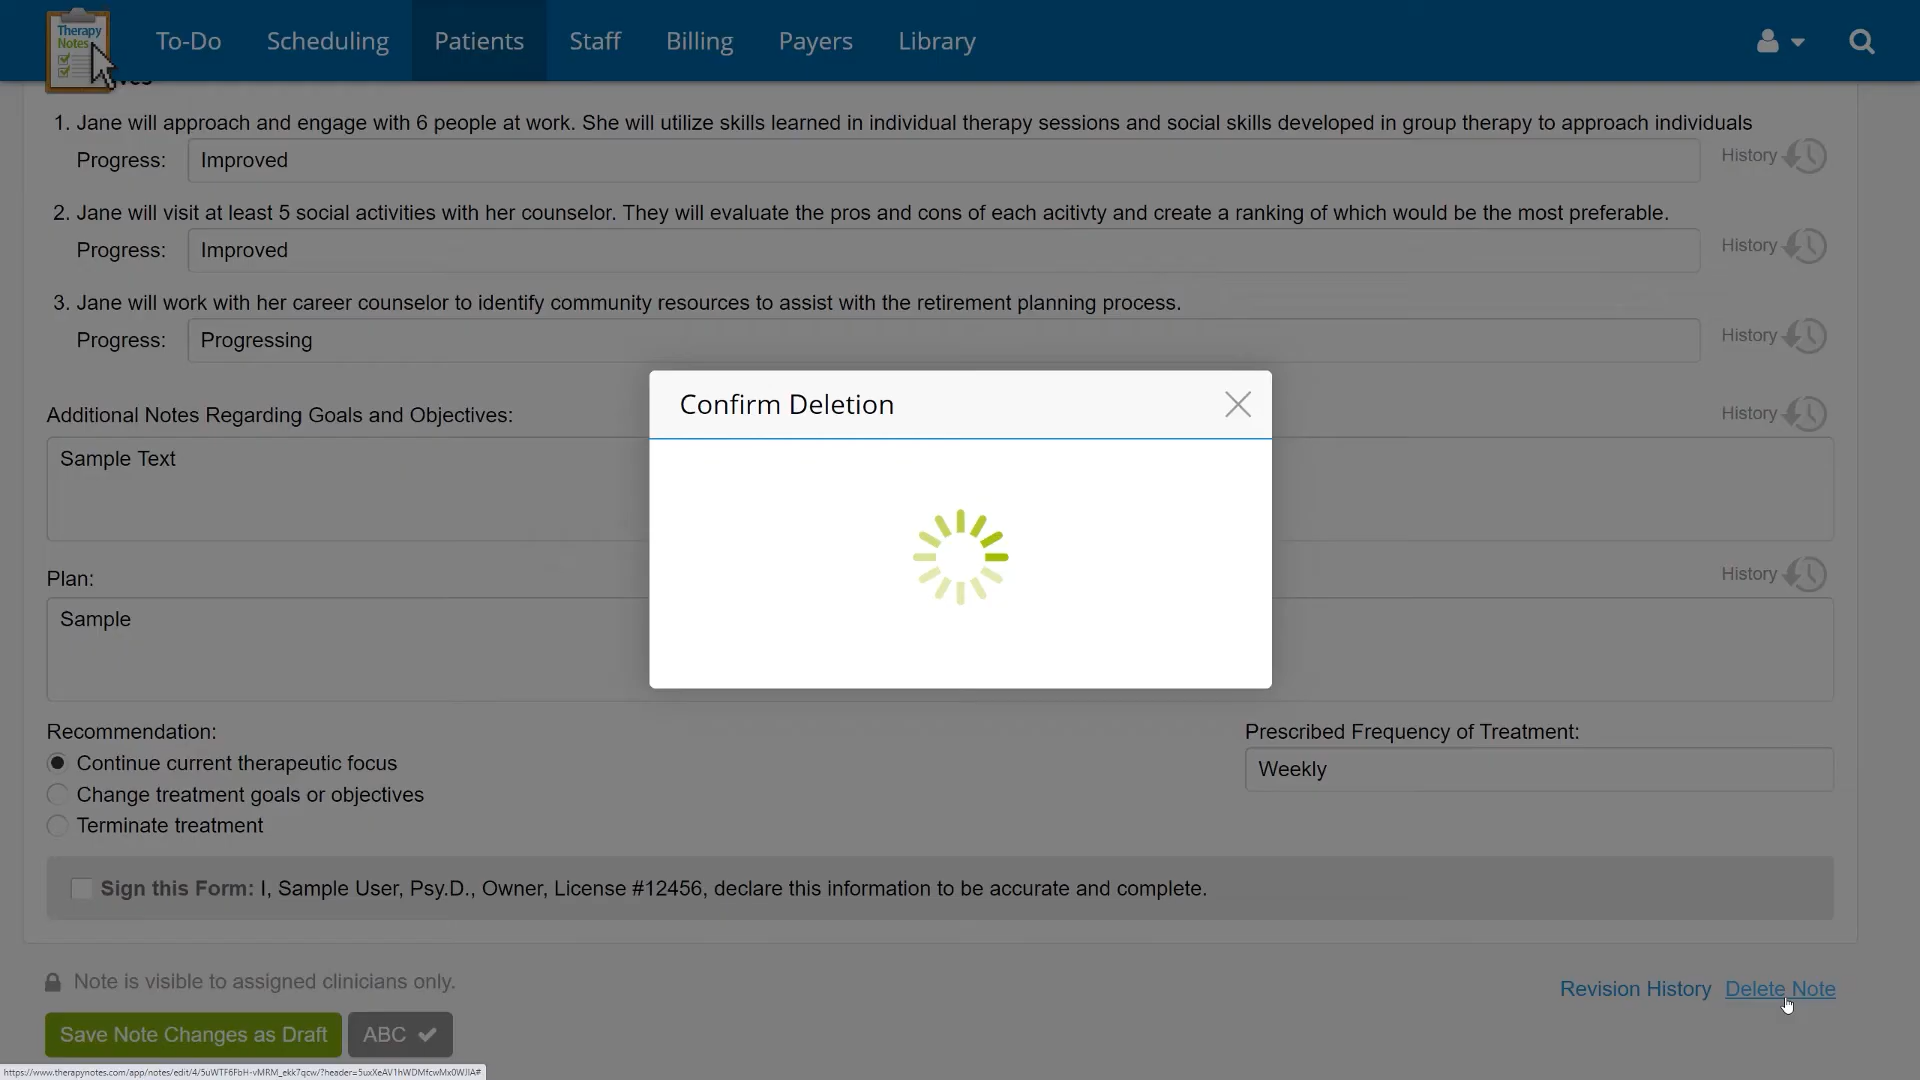 Therapy
Notes
To-Do
Scheduling
Patients
Staff
Billing
Payers
Library
1. Jane will approach and engage with 6 people at work. She will utilize skills learned in individual therapy sessions and social skills developed in group therapy to approach individuals
Progress: Improved
History
2. Jane will visit at least 5 social activities with her counselor. They will evaluate the pros and cons of each acitivty and create a ranking of which would be the most preferable.
Progress: Improved
History
3. Jane will work with her career counselor to identify community resources to assist with the retirement planning process.
Progress: Progressing
History
Confirm Deletion
Additional Notes Regarding Goals and Objectives:
History
Sample Text
Plan:
History
Sample
Recommendation:
Prescribed Frequency of Treatment:
Continue current therapeutic focus
Weekly
Change treatment goals or objectives
Terminate treatment
Sign this Form: I, Sample User, Psy.D., Owner, License #12456, declare this information to be accurate and complete.
Note is visible to assigned clinicians only.
Revision History Delete Note
Save Note Changes as Draft
ABC